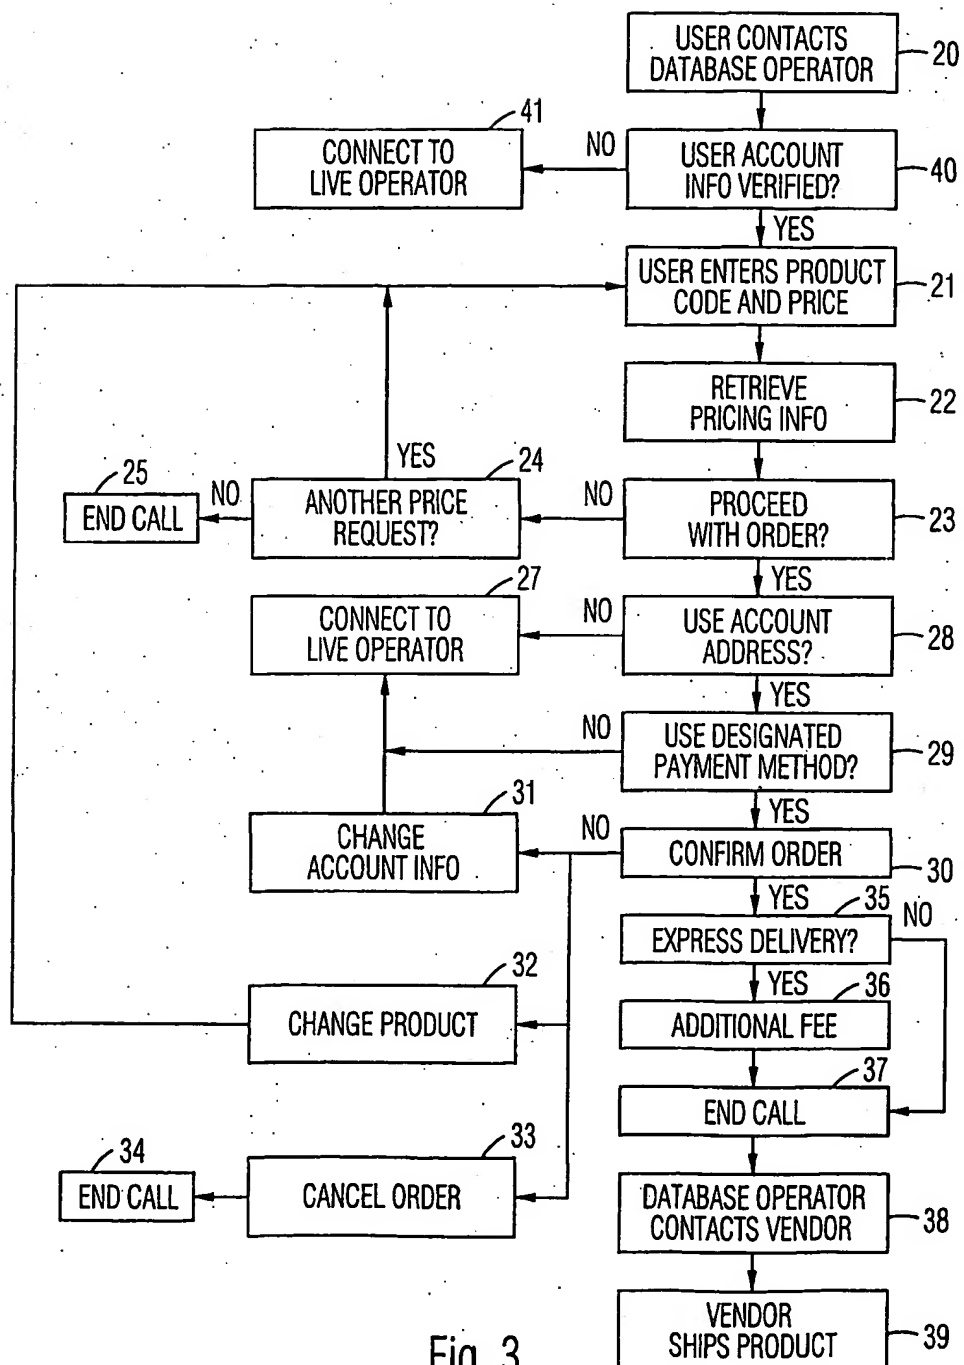 USER CONTACTS
DATABASE OPERATOR
20
41
CONNECT TO
LIVE OPERATOR
NO
USER ACCOUNT
INFO VERIFIED?
40
YES
USER ENTERS PRODUCT
CODE AND PRICE
21
RETRIEVE
PRICING INFO
22
YES
25
END CALL
NO
24
ANOTHER PRICE
REQUEST?
NO
PROCEED
WITH ORDER?
23
YES
27
CONNECT TO
LIVE OPERATOR
NO
USE ACCOUNT
ADDRESS?
28
YES
NO
USE DESIGNATED
PAYMENT METHOD?
29
YES
31
CHANGE
ACCOUNT INFO
NO
CONFIRM ORDER
30
YES
35
NO
EXPRESS DELIVERY?
YES
36
32
CHANGE PRODUCT
ADDITIONAL FEE
37
END CALL
34
END CALL
33
CANCEL ORDER
DATABASE OPERATOR
CONTACTS VENDOR
38
VENDOR
SHIPS PRODUCT
39
Fig. 3